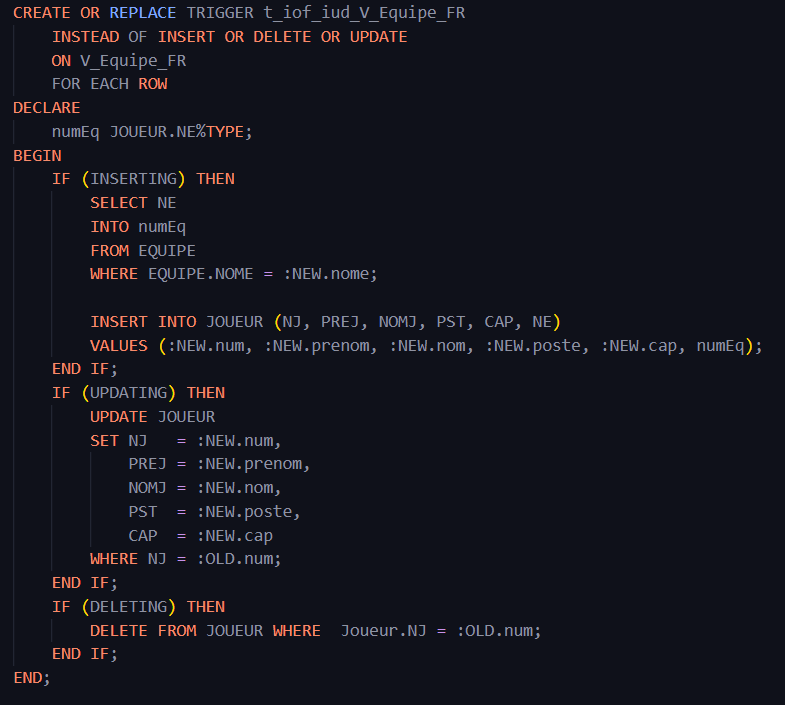 CREATE OR REPLACE TRIGGER t_iof_iud_V_Equipe_FR
    INSTEAD OF INSERT OR DELETE OR UPDATE
    ON V_Equipe_FR
    FOR EACH ROW
DECLARE
    numEq JOUEUR.NE%TYPE;
BEGIN
    IF (INSERTING) THEN
        SELECT NE
        INTO numEq
        FROM EQUIPE
        WHERE EQUIPE.NOME = :NEW.nome;

        INSERT INTO JOUEUR (NJ, PREJ, NOMJ, PST, CAP, NE)
        VALUES (:NEW.num, :NEW.prenom, :NEW.nom, :NEW.poste, :NEW.cap, numEq);
    END IF;
    IF (UPDATING) THEN
        UPDATE JOUEUR
        SET NJ   = :NEW.num,
            PREJ = :NEW.prenom,
            NOMJ = :NEW.nom,
            PST  = :NEW.poste,
            CAP  = :NEW.cap
        WHERE NJ = :OLD.num;
    END IF;
    IF (DELETING) THEN
        DELETE FROM JOUEUR WHERE  Joueur.NJ = :OLD.num;
    END IF;
END;